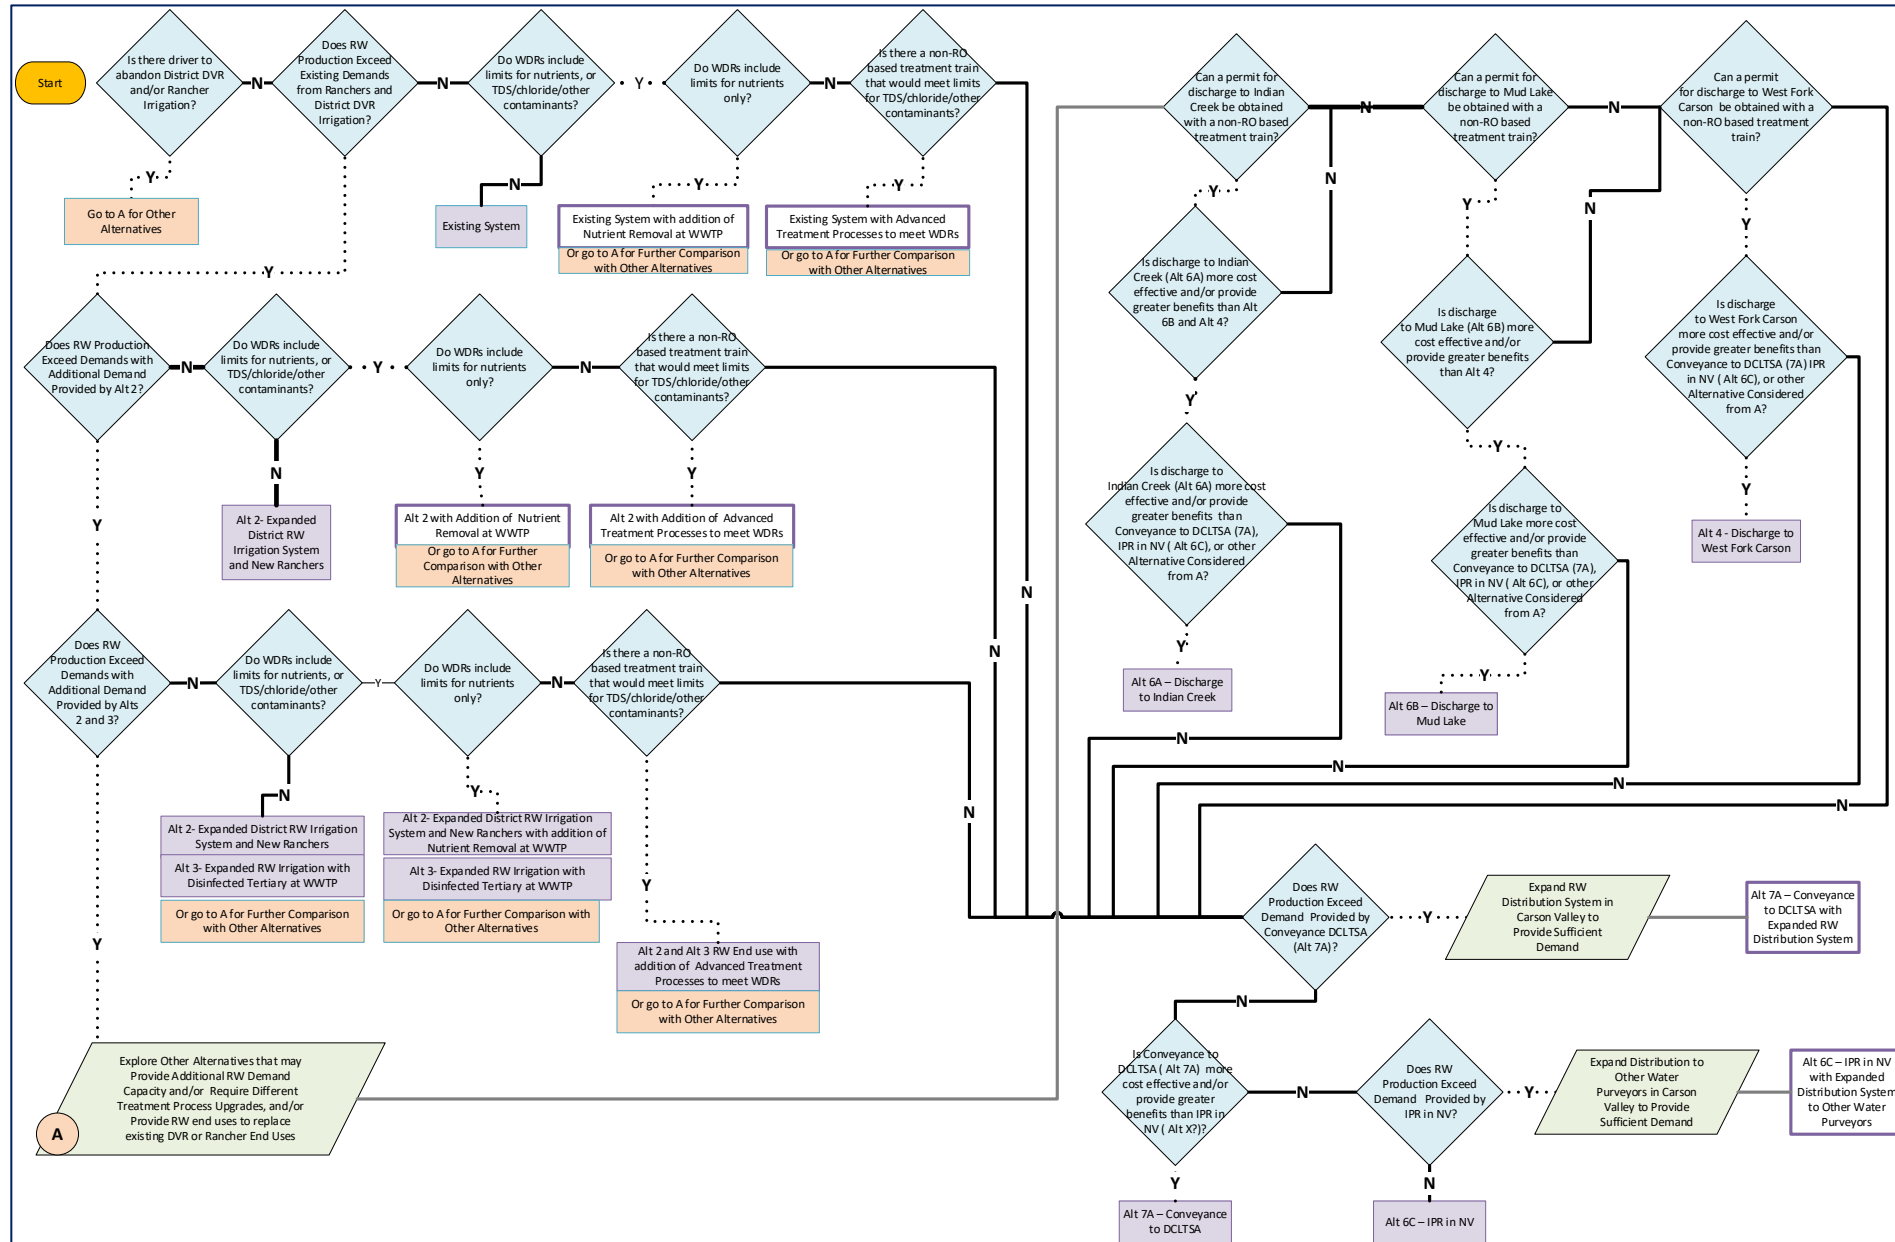 Start
Is there driver to
abandon District DVR
and/or Rancher
Irrigation?
N
Does RW
Production Exceed
Existing Demands
from Ranchers and
District DVR
Irrigation?
N
Do WDRs include
limits for nutrients, or
TDS/chloride/other
contaminants?
Y
Do WDRs include
limits for nutrients
only?
N
Is there a non-RO
based treatment train
that would meet limits
for TDS/chloride/other
contaminants?
N
Y
Go to A for Other
Alternatives
N
Existing System
Y
Existing System with addition of
Nutrient Removal at WWTP
Or go to A for Further Comparison
with Other Alternatives
Y
Existing System with Advanced
Treatment Processes to meet WDRs
Or go to A for Further Comparison
with Other Alternatives
Y
Does RW Production
Exceed Demands with
Additional Demand
Provided by Alt 2?
N
Do WDRs include
limits for nutrients, or
TDS/chloride/other
contaminants?
Y
Do WDRs include
limits for nutrients
only?
N
Is there a non-RO
based treatment train
that would meet limits
for TDS/chloride/other
contaminants?
N
N
Alt 2- Expanded
District RW
Irrigation System
and New Ranchers
Y
Alt 2 with Addition of Nutrient
Removal at WWTP
Or go to A for Further
Comparison with Other
Alternatives
Y
Alt 2 with Addition of Advanced
Treatment Processes to meet WDRs
Or go to A for Further Comparison
with Other Alternatives
Y
Does RW
Production Exceed
Demands with
Additional Demand
Provided by Alts
2 and 3?
N
Do WDRs include
limits for nutrients, or
TDS/chloride/other
contaminants?
Y
Do WDRs include
limits for nutrients
only?
N
Is there a non-RO
based treatment train
that would meet limits
for TDS/chloride/other
contaminants?
N
N
Alt 2- Expanded District RW Irrigation
System and New Ranchers
Alt 3- Expanded RW Irrigation with
Disinfected Tertiary at WWTP
Or go to A for Further Comparison
with Other Alternatives
Y
Alt 2- Expanded District RW Irrigation
System and New Ranchers with addition of
Nutrient Removal at WWTP
Alt 3- Expanded RW Irrigation with
Disinfected Tertiary at WWTP
Or go to A for Further Comparison with
Other Alternatives
Y
Alt 2 and Alt 3 RW End use with
addition of Advanced Treatment
Processes to meet WDRs
Or go to A for Further Comparison
with Other Alternatives
Y
Explore Other Alternatives that may
Provide Additional RW Demand
Capacity and/or Require Different
Treatment Process Upgrades, and/or
Provide RW end uses to replace
existing DVR or Rancher End Uses
A
Can a permit for
discharge to Indian
Creek be obtained
with a non-RO based
treatment train?
N
Can a permit for
discharge to Mud Lake
be obtained with a
non-RO based
treatment train?
N
Can a permit
for discharge to West Fork
Carson be obtained with a
non-RO based treatment
train?
Y
Is discharge to Indian
Creek (Alt 6A) more cost
effective and/or provide
greater benefits than Alt
6B and Alt 4?
N
Y
Is discharge to
Indian Creek (Alt 6A) more cost
effective and/or provide
greater benefits than
Conveyance to DCLTSA (7A),
IPR in NV ( Alt 6C), or other
Alternative Considered
from A?
Y
Alt 6A – Discharge
to Indian Creek
N
Y
Is discharge
to Mud Lake (Alt 6B) more
cost effective and/or
provide greater benefits
than Alt 4?
N
Y
Is discharge to
Mud Lake more cost
effective and/or provide
greater benefits than
Conveyance to DCLTSA (7A),
IPR in NV ( Alt 6C), or other
Alternative Considered
from A?
Y
Alt 6B – Discharge to
Mud Lake
N
Y
Is discharge
to West Fork Carson
more cost effective and/or
provide greater benefits than
Conveyance to DCLTSA (7A) IPR
in NV ( Alt 6C), or other
Alternative Considered
from A?
Y
Alt 4 - Discharge to
West Fork Carson
N
N
Does RW
Production Exceed
Demand Provided by
Conveyance DCLTSA
(Alt 7A)?
Y
Expand RW
Distribution System in
Carson Valley to
Provide Sufficient
Demand
Alt 7A – Conveyance
to DCLTSA with
Expanded RW
Distribution System
N
Is Conveyance to
DCLTSA ( Alt 7A) more
cost effective and/or
provide greater
benefits than IPR in
NV ( Alt X?)?
N
Does RW
Production Exceed
Demand Provided by
IPR in NV?
Y
Expand Distribution to
Other Water
Purveyors in Carson
Valley to Provide
Sufficient Demand
Alt 6C – IPR in NV
with Expanded
Distribution System
to Other Water
Purveyors
Y
Alt 7A – Conveyance
to DCLTSA
N
Alt 6C – IPR in NV